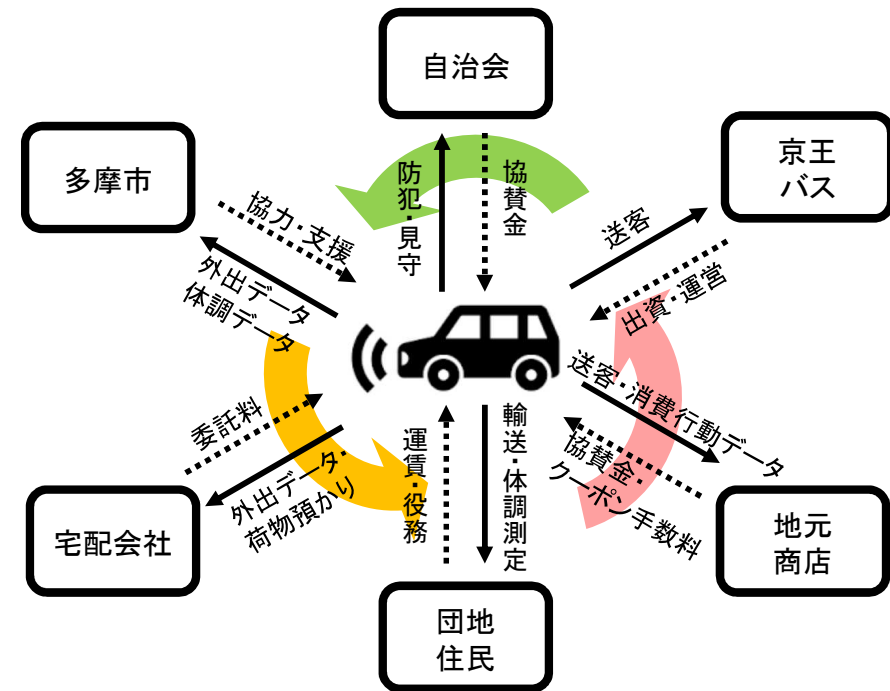 自治会
多摩市
京王
バス
防犯・見守
協賛金
協力・支援
外出データ
体調データ
送客
出資・運営
送客・消費行動データ
協賛金・
クーポン手数料
委託料
外出データ・
荷物預かり
運賃・役務
輸送・体調測定
宅配会社
地元
商店
団地
住民